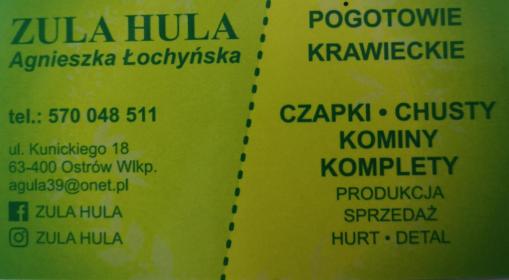 ZULA HULA
Agnieszka Łochyńska
tel.: 570 048 511
ul. Kunickiego 18
63-400 Ostrów Wlkp.
agula39@onet.pl
ZULA HULA
ZULA HULA
POGOTOWIE
KRAWIECKIE
CZAPKI • CHUSTY
KOMINY
KOMPLETY
PRODUKCJA
SPRZEDAŻ
HURT • DETAL